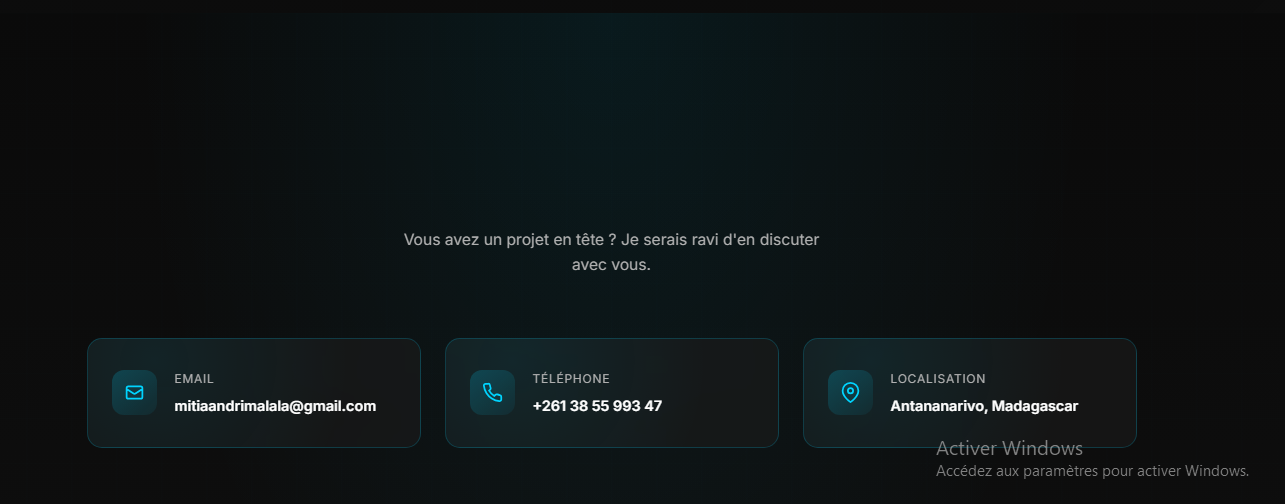 Vous avez un projet en tête ? Je serais ravi d'en discuter
avec vous.
EMAIL
mitiaandrimalala@gmail.com
TÉLÉPHONE
+261 38 55 993 47
LOCALISATION
Antananarivo, Madagascar
Activer Windows
Accédez aux paramètres pour activer Windows.